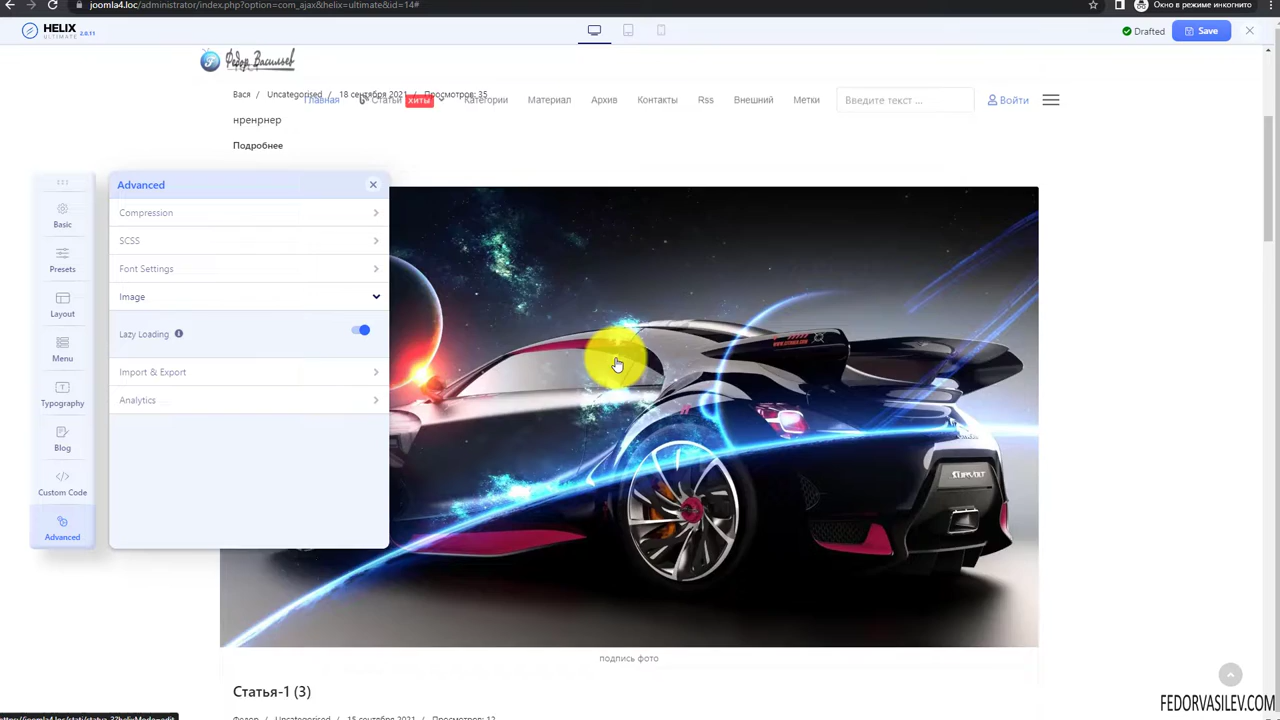 joomla4.loc/administrator/index.php?option=com_ajax&helix=ultimate&id=14#
Окно в режиме инкогнито
HELIX
ULTIMATE 2.0.11
Drafted
Save
Федор Васильев
Вася / Uncategorised / 18 сентября 2021 / Просмотров: 35
Главная
Статьи ХИТЫ
Категории
Материал
Архив
Контакты
Rss
Внешний
Метки
Введите текст ...
Войти
нренрнер
Подробнее
Basic
Presets
Layout
Menu
Typography
Blog
Custom Code
Advanced
Advanced
Compression
SCSS
Font Settings
Image
Lazy Loading
Import & Export
Analytics
подпись фото
Статья-1 (3)
Федор / Uncategorised / 15 сентября 2021 / Просмотров: 12
FEDORVASILEV.COM